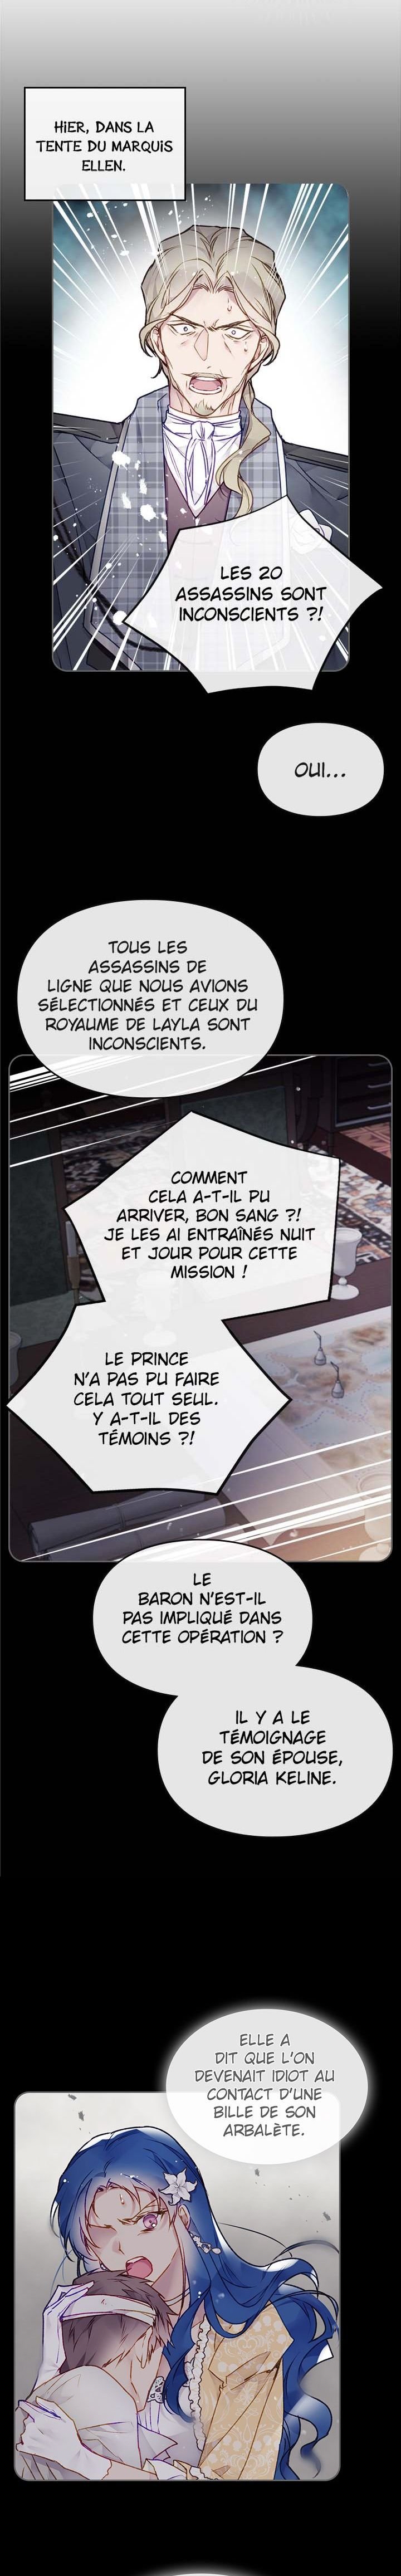 HIER, DANS LA
TENTE DU MARQUIS
ELLEN.
LES 20
ASSASSINS SONT
INCONSCIENTS ?!
OUI...
TOUS LES
ASSASSINS DE
LIGNE QUE NOUS AVIONS
SÉLECTIONNÉS ET CEUX DU
ROYAUME DE LAYLA SONT
INCONSCIENTS.
COMMENT
CELA A-T-IL PU
ARRIVER, BON SANG ?!
JE LES AI ENTRAÎNÉS NUIT
ET JOUR POUR CETTE
MISSION !
LE PRINCE
N'A PAS PU FAIRE
CELA TOUT SEUL.
Y A-T-IL DES
TÉMOINS ?!
LE
BARON N'EST-IL
PAS IMPLIQUÉ DANS
CETTE OPÉRATION ?
IL Y A LE
TÉMOIGNAGE
DE SON ÉPOUSE,
GLORIA KELINE.
ELLE A
DIT QUE L'ON
DEVENAIT IDIOT AU
CONTACT D'UNE
BILLE DE SON
ARBALÈTE.